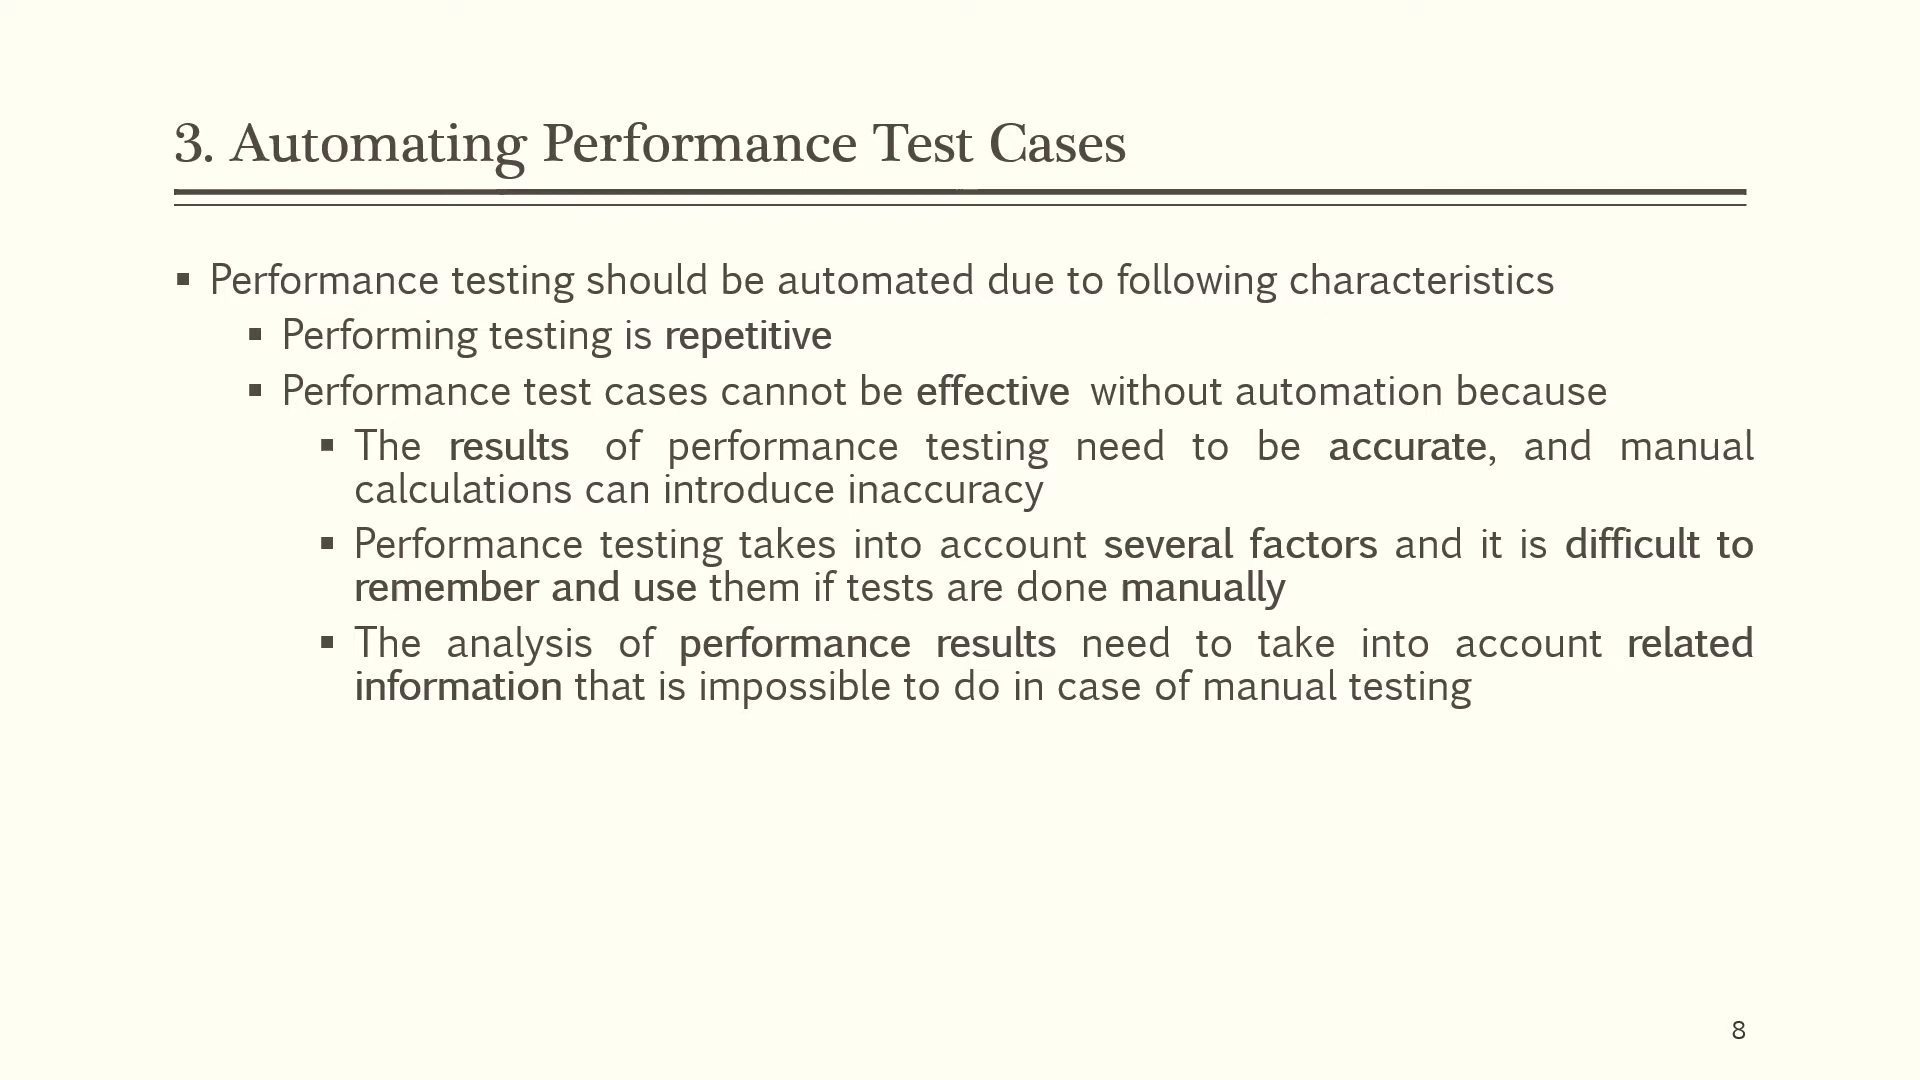 3. Automating Performance Test Cases
▪ Performance testing should be automated due to following characteristics
▪ Performing testing is repetitive
▪ Performance test cases cannot be effective without automation because
▪ The results of performance testing need to be accurate, and manual
calculations can introduce inaccuracy
▪ Performance testing takes into account several factors and it is difficult to
remember and use them if tests are done manually
▪ The analysis of performance results need to take into account related
information that is impossible to do in case of manual testing
8